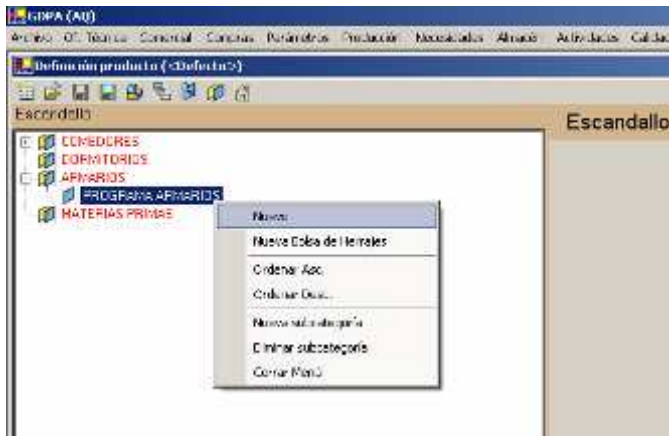 GDPA (AQ)
Archivo Of. Técnica Comercial Compras Parámetros Producción Necesidades Almacén Actividades Calidad
Definición producto (<Defecto>)
Escandallo
Escandallo
COMEDORES
DORMITORIOS
ARMARIOS
PROGRAMA ARMARIOS
MATERIAS PRIMAS
Nuevo
Nueva Bolsa de Herrajes
Ordenar Asc.
Ordenar Desc.
Nueva subcategoría
Eliminar subcategoría
Cerrar Menú